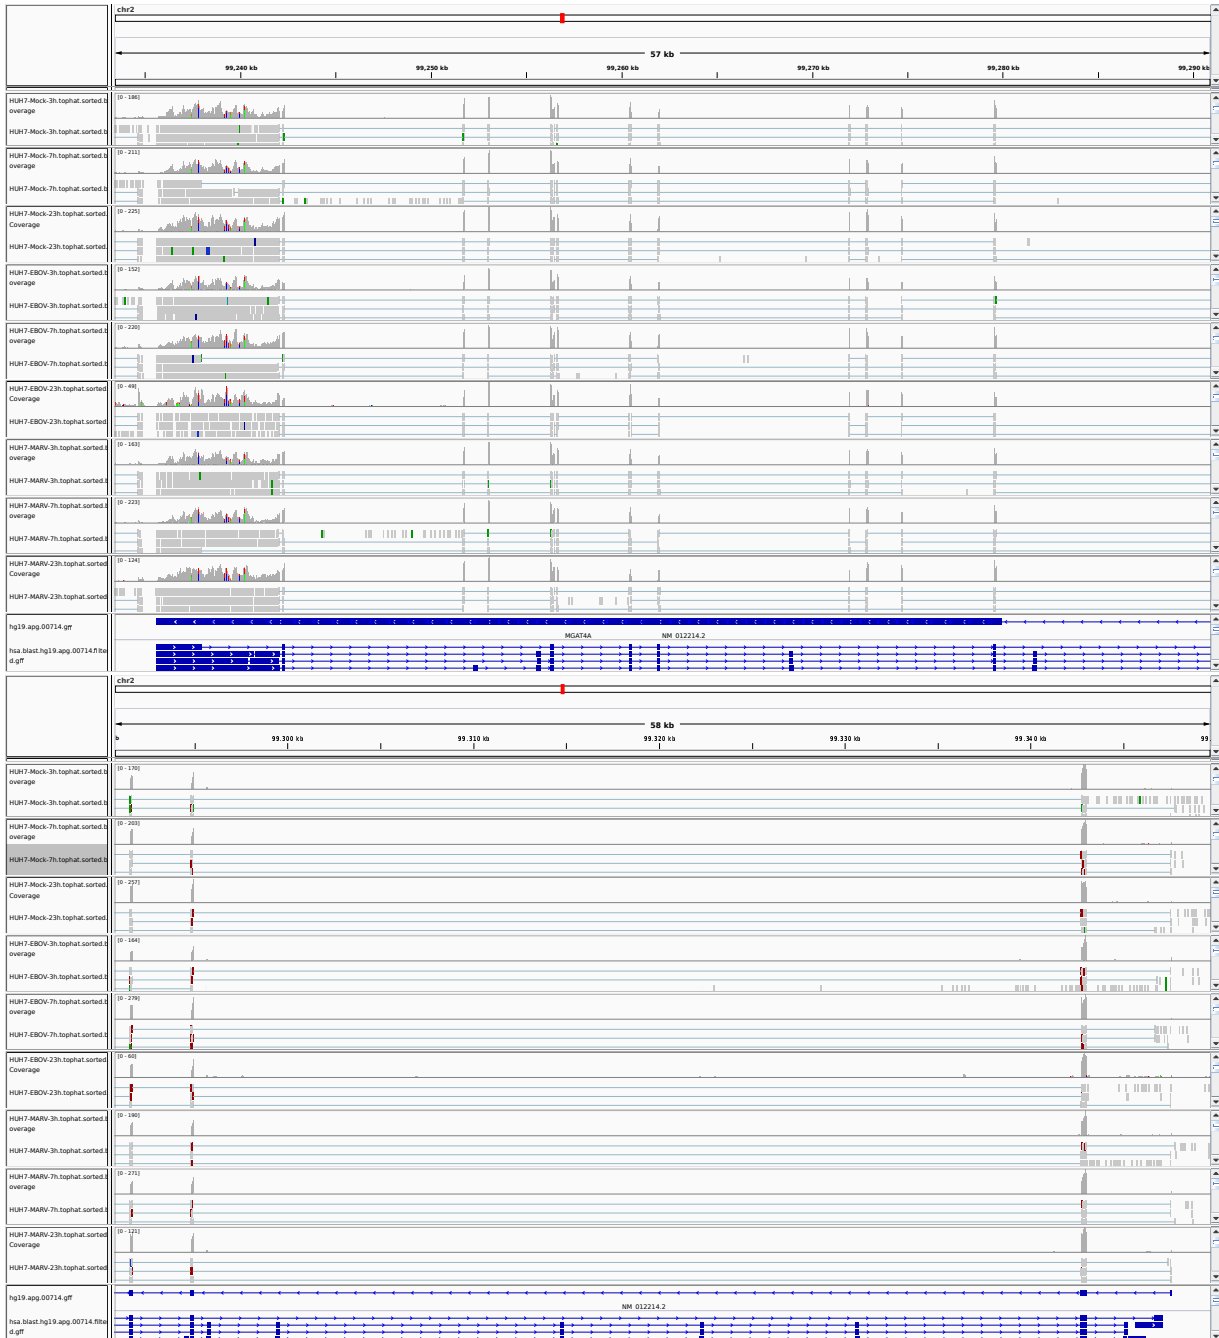 chr2
57 kb
99,240 kb 99,250 kb 99,260 kb 99,270 kb 99,280 kb 99,290 kb
HUH7-Mock-3h.tophat.sorted.b
overage
[0 - 186]
HUH7-Mock-3h.tophat.sorted.b
HUH7-Mock-7h.tophat.sorted.b
overage
[0 - 211]
HUH7-Mock-7h.tophat.sorted.b
HUH7-Mock-23h.tophat.sorted.
Coverage
[0 - 225]
HUH7-Mock-23h.tophat.sorted.
HUH7-EBOV-3h.tophat.sorted.b
overage
[0 - 152]
HUH7-EBOV-3h.tophat.sorted.b
HUH7-EBOV-7h.tophat.sorted.b
overage
[0 - 220]
HUH7-EBOV-7h.tophat.sorted.b
HUH7-EBOV-23h.tophat.sorted.
Coverage
[0 - 49]
HUH7-EBOV-23h.tophat.sorted.
HUH7-MARV-3h.tophat.sorted.b
overage
[0 - 163]
HUH7-MARV-3h.tophat.sorted.b
HUH7-MARV-7h.tophat.sorted.b
overage
[0 - 223]
HUH7-MARV-7h.tophat.sorted.b
HUH7-MARV-23h.tophat.sorted.
Coverage
[0 - 124]
HUH7-MARV-23h.tophat.sorted.
hg19.apg.00714.gff
MGAT4A NM_012214.2
hsa.blast.hg19.apg.00714.filte
d.gff
chr2
58 kb
b 99.300 kb 99.310 kb 99.320 kb 99.330 kb 99.340 kb 99.
HUH7-Mock-3h.tophat.sorted.b
overage
[0 - 170]
HUH7-Mock-3h.tophat.sorted.b
HUH7-Mock-7h.tophat.sorted.b
overage
[0 - 203]
HUH7-Mock-7h.tophat.sorted.b
HUH7-Mock-23h.tophat.sorted.
Coverage
[0 - 257]
HUH7-Mock-23h.tophat.sorted.
HUH7-EBOV-3h.tophat.sorted.b
overage
[0 - 164]
HUH7-EBOV-3h.tophat.sorted.b
HUH7-EBOV-7h.tophat.sorted.b
overage
[0 - 279]
HUH7-EBOV-7h.tophat.sorted.b
HUH7-EBOV-23h.tophat.sorted.
Coverage
[0 - 60]
HUH7-EBOV-23h.tophat.sorted.
HUH7-MARV-3h.tophat.sorted.b
overage
[0 - 190]
HUH7-MARV-3h.tophat.sorted.b
HUH7-MARV-7h.tophat.sorted.b
overage
[0 - 271]
HUH7-MARV-7h.tophat.sorted.b
HUH7-MARV-23h.tophat.sorted.
Coverage
[0 - 121]
HUH7-MARV-23h.tophat.sorted.
hg19.apg.00714.gff
NM_012214.2
hsa.blast.hg19.apg.00714.filte
d.gff